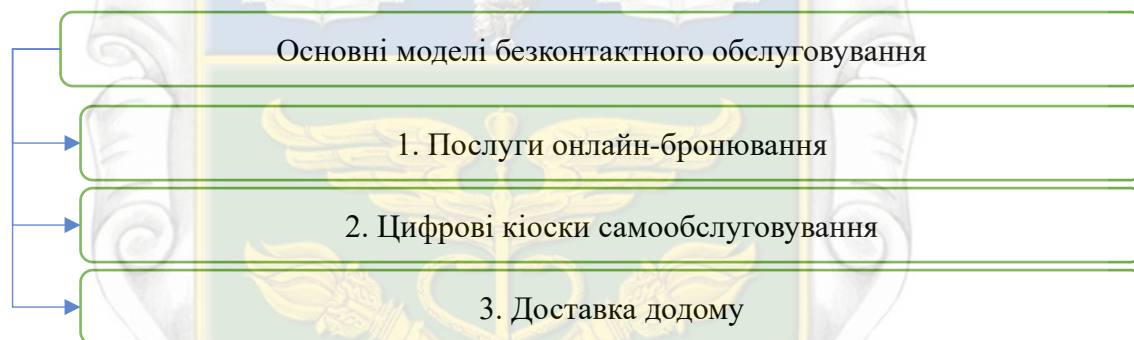 Основні моделі безконтактного обслуговування
1. Послуги онлайн-бронювання
2. Цифрові кіоски самообслуговування
3. Доставка додому